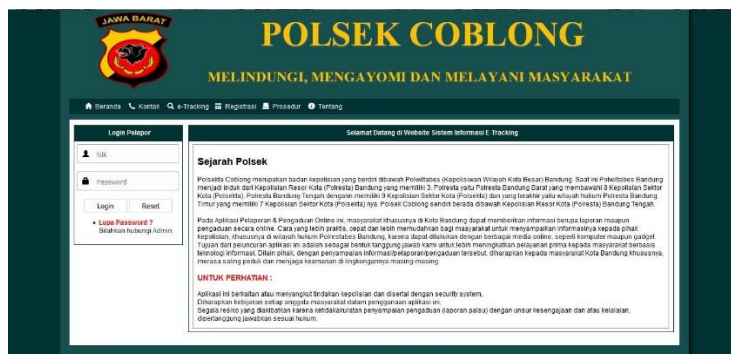 JAWA BARAT
POLSEK COBLONG
MELINDUNGI, MENGAYOMI DAN MELAYANI MASYARAKAT
Beranda Kontak e-Tracking Registrasi Prosedur Tentang
Login Pelapor
Selamat Datang di Website Sistem Informasi E Tracking
Nik
Password
Login Reset
Lupa Password ?
Silahkan hubungi Admin
Sejarah Polsek
Polsekta Coblong merupakan badan kepolisian yang berdiri dibawah Polwiltabes (Kapoliswan Wilayah Kota Besar) Bandung. Saat ini Polwiltabes Bandung
menjadi induk dari Kepolisian Resor Kota (Polresta) Bandung yang memiliki 3. Polresta yaitu Polresta Bandung Darat yang membawahi 8 Kepolisian Sektor
Kota (Polsekta), Polresta Bandung Tengah dengann memiliki 9 Kepolisian Sektor Kota (Polsekta) dan yang terakhir yaitu wilayah hukum Polresta Bandung
Timur yang memiliki 7 Kepolisian Sektor Kota (Polsekta) nya. Polsek Coblong sendiri berada dibawah Kepolisian Resor Kota (Polresta) Bandung Tengah.
Pada Aplikasi Pelaporan & Pengaduan Online ini, masyarakat khususnya di Kota Bandung dapat memberikan informasi berupa laporan maupun
pengaduan secara online. Cara yang lebih praktis, cepat dan lebih memudahkan bagi masyarakat untuk menyampaikan informasinya kepada pihak
kepolisian, khususnya di wilayah hukum Polrestabes Bandung, karena dapat dilakukan dengan berbagai media online, seperti komputer maupun gadget.
Tujuan dari peluncuran aplikasi ini adalah sebagai bentuk tanggung jawab kami untuk lebih meningkatkan pelayanan prima kepada masyarakat berbasis
teknologi informasi. Dilain pihak, dengan penyampaian informasi/pelaporan/pengaduan tersebut, diharapkan kepada masyarakat Kota Bandung khususnya,
merasa saling peduli dan menjaga keamanan di lingkungannya masing-masing.
UNTUK PERHATIAN :
Aplikasi ini berkaitan atau menyangkut tindakan kepolisian dan disertai dengan security system,
Diharapkan kebijakan setiap anggota masyarakat dalam penggunaan aplikasi ini,
Segala resiko yang diakibatkan karena ketidakakuratan penyampaian pengaduan (laporan palsu) dengan unsur kesengajaan dan atau kelalaian,
dipertanggung jawabkan sesuai hukum.